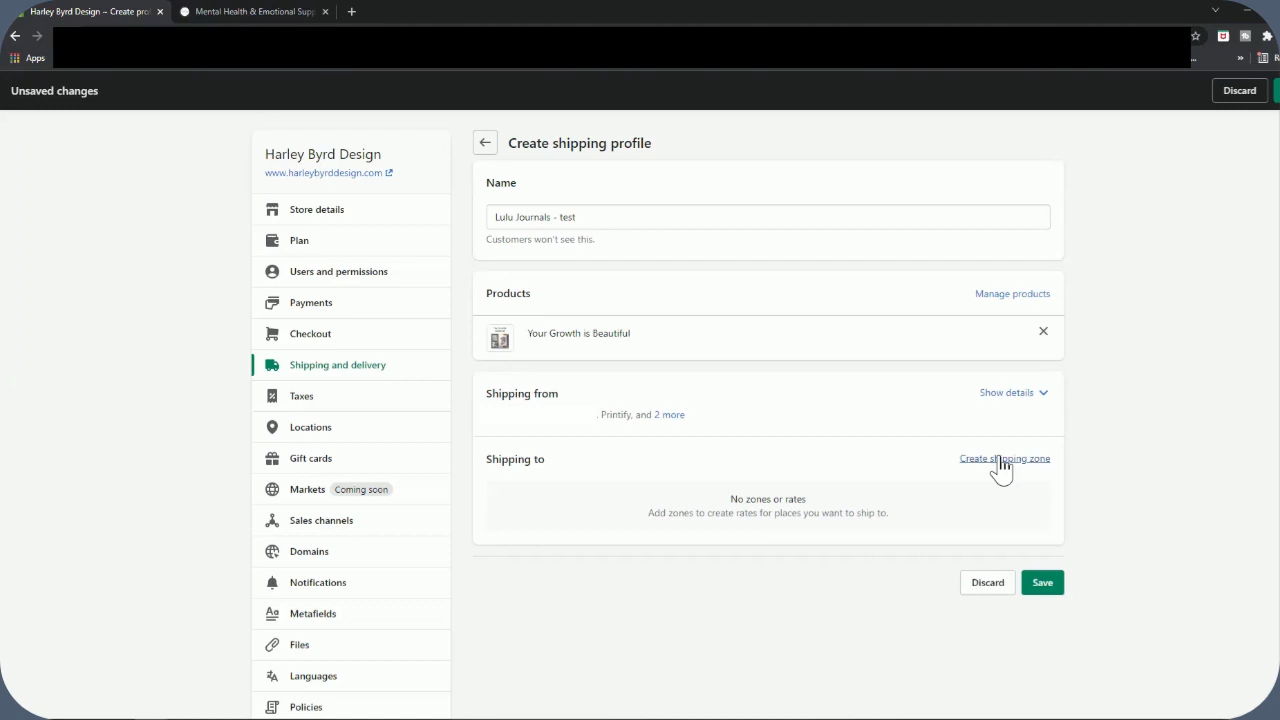 Harley Byrd Design ~ Create prof
Mental Health & Emotional Supp
Apps
Unsaved changes
Discard
Harley Byrd Design
www.harleybyrddesign.com
Store details
Plan
Users and permissions
Payments
Checkout
Shipping and delivery
Taxes
Locations
Gift cards
Markets Coming soon
Sales channels
Domains
Notifications
Metafields
Files
Languages
Policies
Create shipping profile
Name
Lulu Journals - test
Customers won't see this.
Products
Manage products
Your Growth is Beautiful
Shipping from
Show details
, Printify, and 2 more
Shipping to
Create shipping zone
No zones or rates
Add zones to create rates for places you want to ship to.
Discard
Save